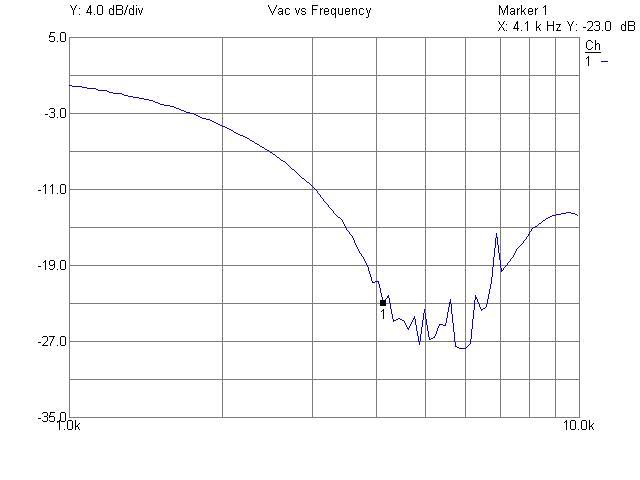 Y: 4.0 dB/div
Vac vs Frequency
Marker 1
X: 4.1 k Hz Y: -23.0 dB
5.0
Ch
1 –
-3.0
-11.0
-19.0
1
-27.0
-35.0
1.0k
10.0k